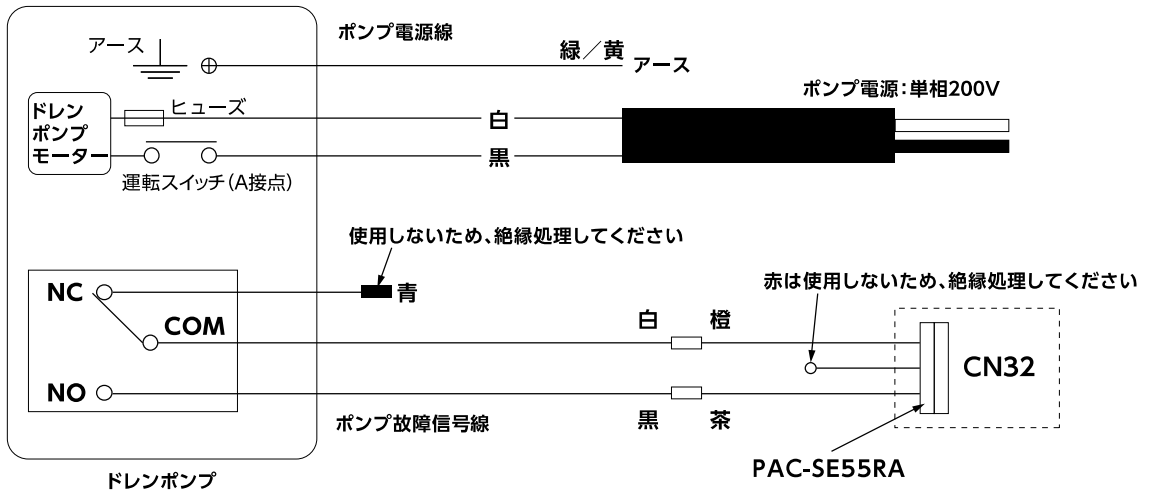 ポンプ電源線
アース
緑／黄
アース
ポンプ電源：単相200V
ドレン
ポンプ
モーター
ヒューズ
白
黒
運転スイッチ（A接点）
使用しないため、絶縁処理してください
赤は使用しないため、絶縁処理してください
NC
青
COM
白
橙
CN32
NO
ポンプ故障信号線
黒
茶
PAC-SE55RA
ドレンポンプ